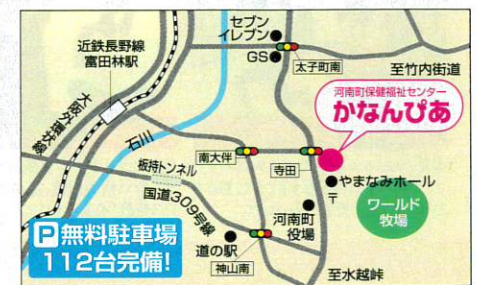 セブン
イレブン
GS
太子町南
近鉄長野線
富田林駅
至竹内街道
河南町保健福祉センター
かなんぴあ
大阪外環状線
石川
南大伴
寺田
板持トンネル
国道309号線
やまなみホール
〒
河南町
役場
ワールド
牧場
道の駅
神山南
P無料駐車場
112台完備!
至水越峠